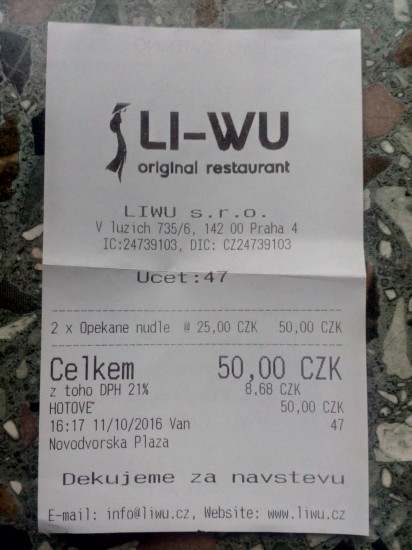 LI-WU
original restaurant
LIWU s.r.o.
V luzich 735/6, 142 00 Praha 4
IC:24739103, DIC: CZ24739103
Ucet:47
2 x Opekane nudle @ 25,00 CZK 50,00 CZK
Celkem 50,00 CZK
z toho DPH 21% 8,68 CZK
HOTOVE 50,00 CZK
16:17 11/10/2016 Van 47
Novodvorska Plaza
Dekujeme za navstevu
E-mail: info@liwu.cz, Website: www.liwu.cz